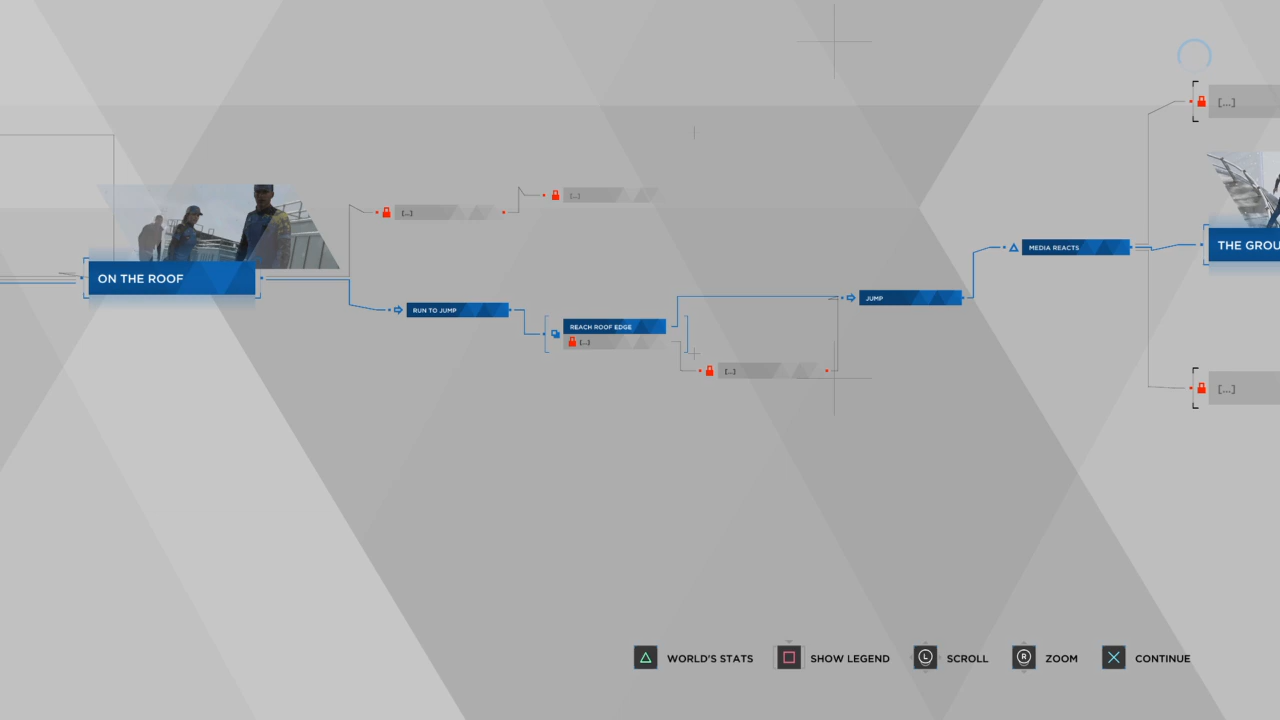 [...]
[...]
[...]
THE GROU
MEDIA REACTS
ON THE ROOF
JUMP
RUN TO JUMP
REACH ROOF EDGE
[...]
[...]
[...]
WORLD'S STATS
SHOW LEGEND
L
SCROLL
R
ZOOM
CONTINUE